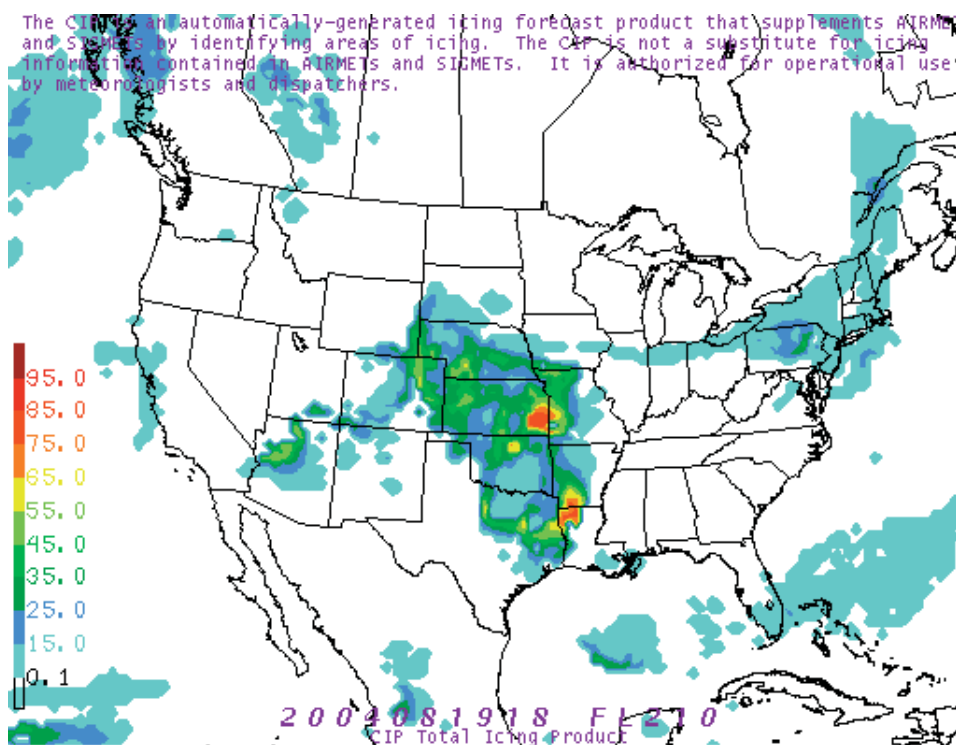 The CIP is an automatically-generated icing forecast product that supplements AIRME
and SIGMETs by identifying areas of icing. The CIP is not a substitute for icing
information contained in AIRMETs and SIGMETs. It is authorized for operational use
by meteorologists and dispatchers.
95.0
85.0
75.0
65.0
55.0
45.0
35.0
25.0
15.0
0.1
2004081918 FL210
CIP Total Icing Product